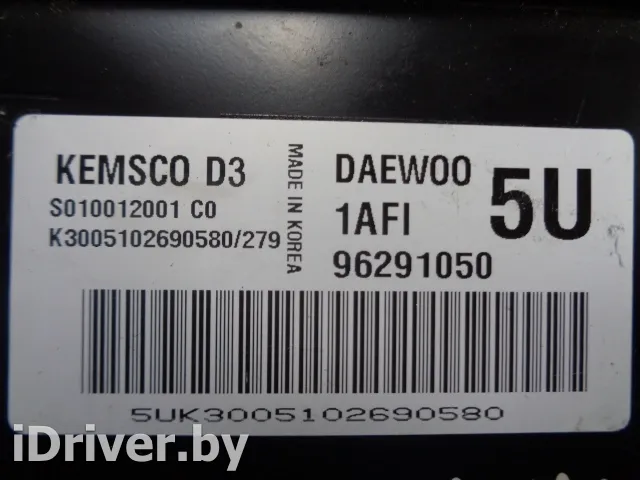 KEMSCO D3
S010012001 C0
K3005102690580/279
MADE IN KOREA
DAEWOO
1AFI
96291050
5U
5UK3005102690580
iDriver.by